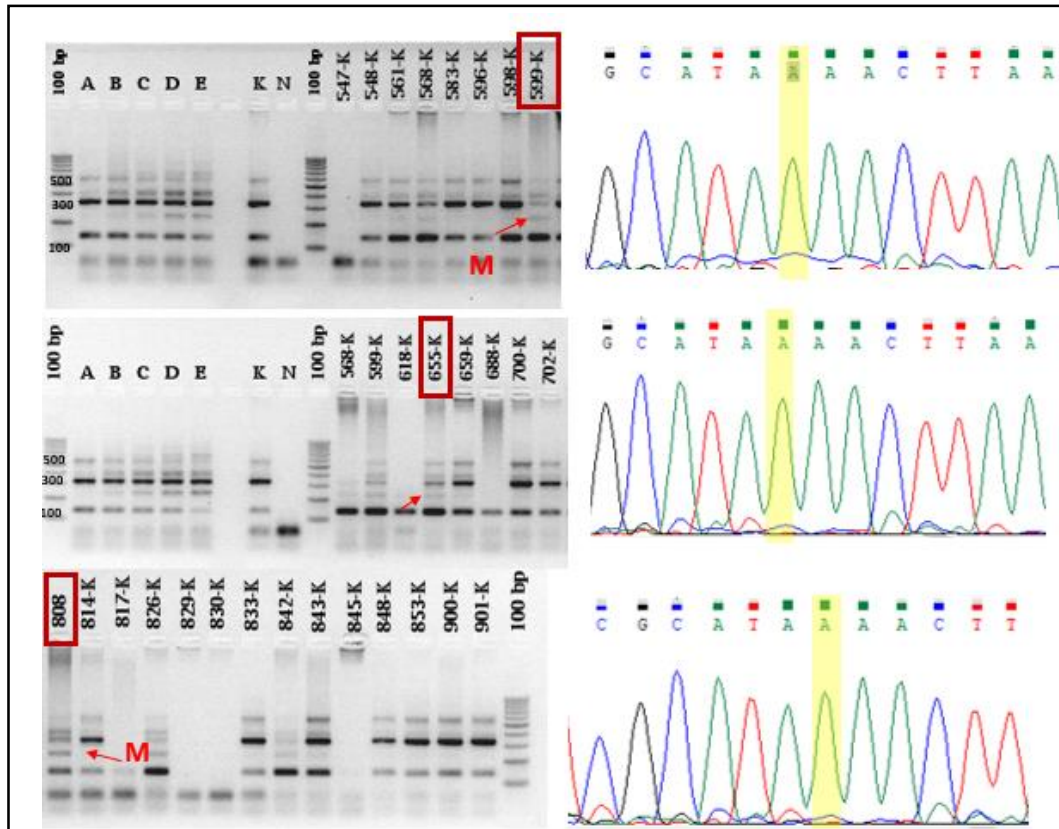 100 bp A B C D E K N 100 bp 547-K 548-K 561-K 568-K 583-K 596-K 598-K 599-K
500
300
100
M
G C A T A A A A C T T A A
100 bp A B C D E K N 100 bp 568-K 599-K 618-K 655-K 659-K 688-K 700-K 702-K
500
300
100
G C A T A A A A C T T A A
808 814-K 817-K 826-K 829-K 830-K 833-K 842-K 843-K 845-K 848-K 853-K 900-K 901-K 100 bp
M
C G C A T A A A A C T T